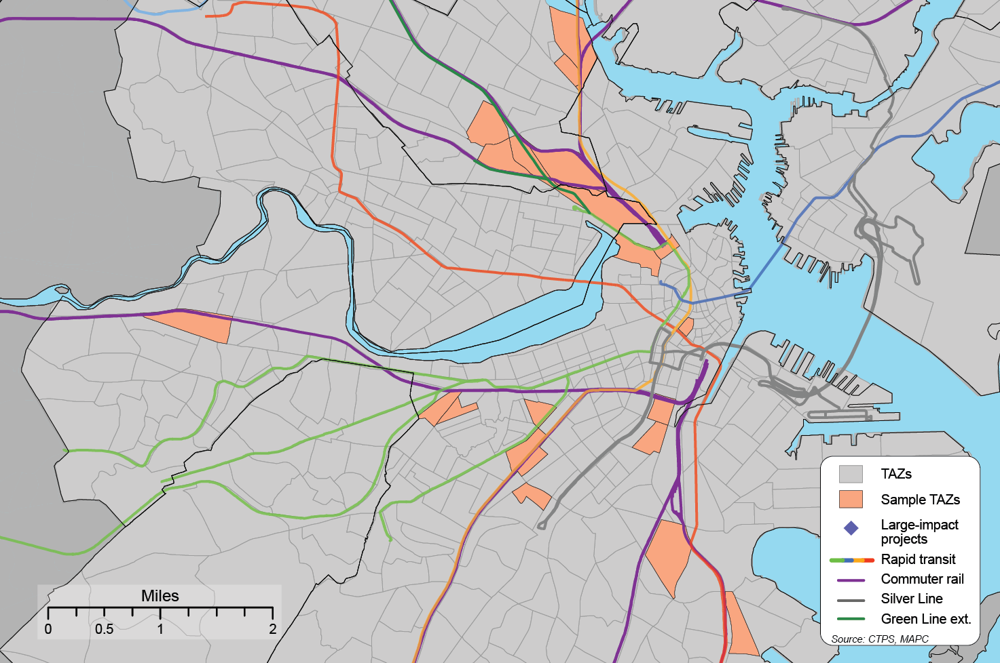 TAZs
Sample TAZs
Large-impact
projects
Rapid transit
Commuter rail
Silver Line
Green Line ext.
Source: CTPS, MAPC
Miles
0 0.5 1 2